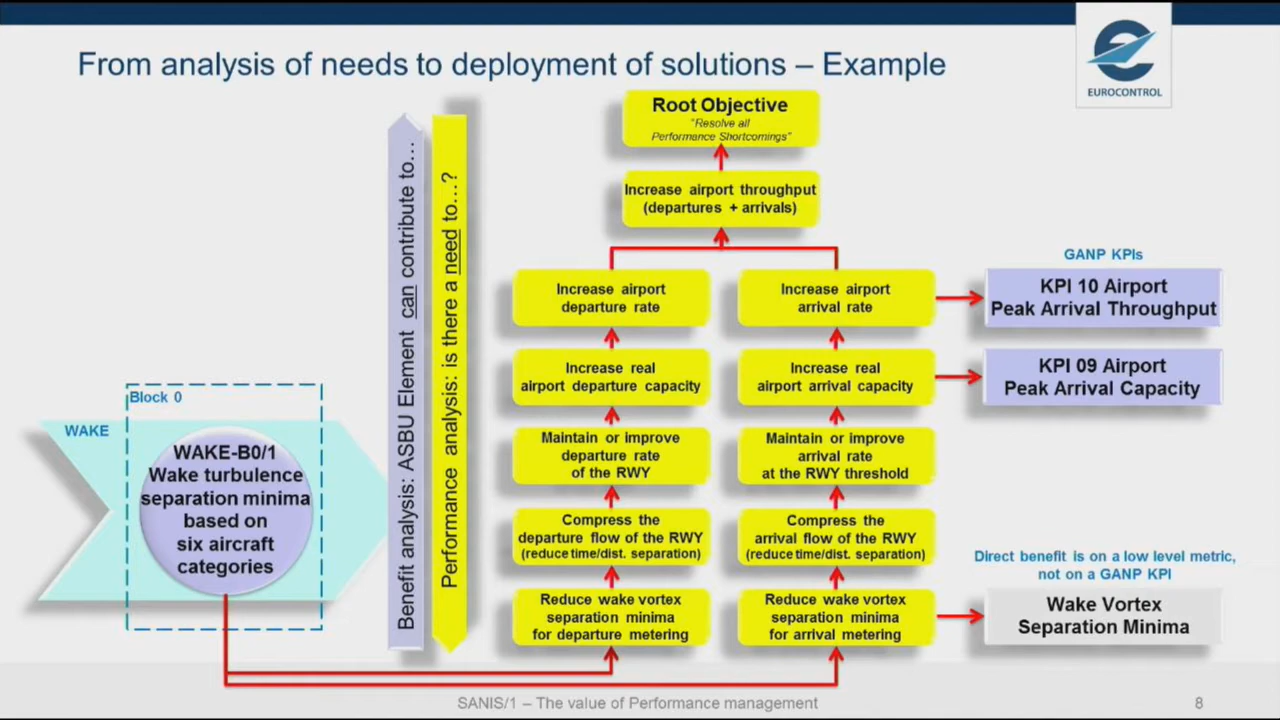 From analysis of needs to deployment of solutions – Example
EUROCONTROL
Root Objective
"Resolve all
Performance Shortcomings"
Increase airport throughput
(departures + arrivals)
Benefit analysis: ASBU Element can contribute to…
Performance analysis: is there a need to…?
Increase airport
departure rate
Increase airport
arrival rate
GANP KPIs
KPI 10 Airport
Peak Arrival Throughput
Increase real
airport departure capacity
Increase real
airport arrival capacity
KPI 09 Airport
Peak Arrival Capacity
Block 0
WAKE
WAKE-B0/1
Wake turbulence
separation minima
based on
six aircraft
categories
Maintain or improve
departure rate
of the RWY
Maintain or improve
arrival rate
at the RWY threshold
Compress the
departure flow of the RWY
(reduce time/dist. separation)
Compress the
arrival flow of the RWY
(reduce time/dist. separation)
Direct benefit is on a low level metric,
not on a GANP KPI
Reduce wake vortex
separation minima
for departure metering
Reduce wake vortex
separation minima
for arrival metering
Wake Vortex
Separation Minima
SANIS/1 – The value of Performance management
8